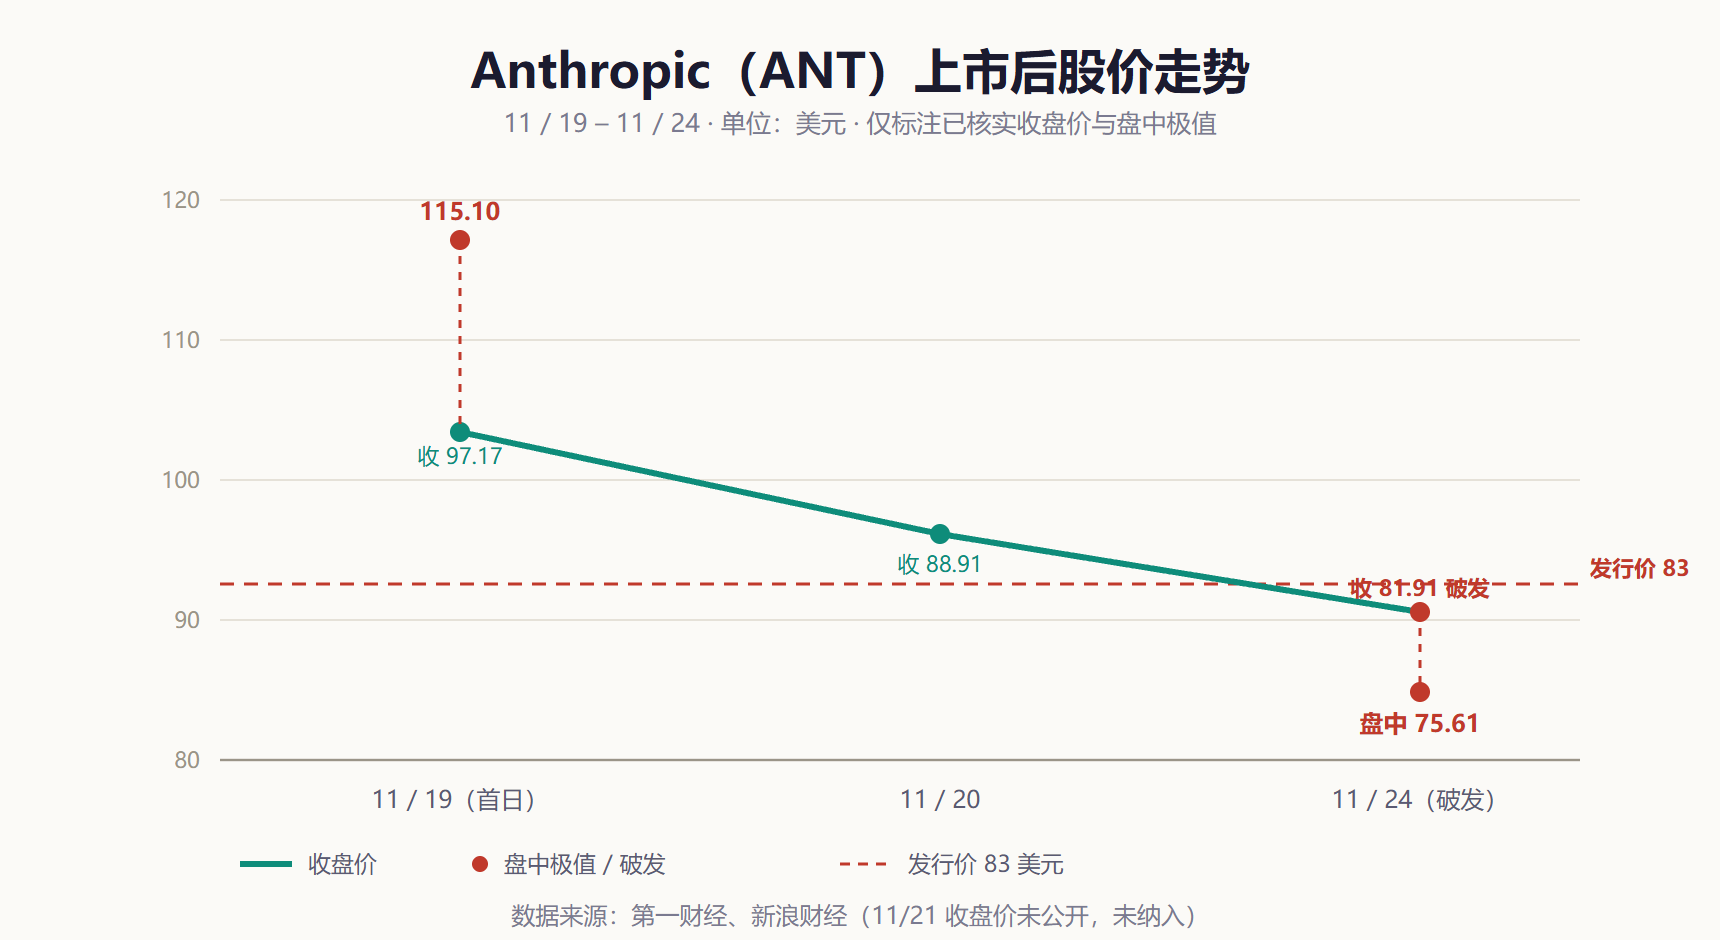 Anthropic（ANT）上市后股价走势
11 / 19 – 11 / 24 · 单位：美元 · 仅标注已核实收盘价与盘中极值
120
115.10
110
收 97.17
100
收 88.91
发行价 83
收 81.91 破发
90
盘中 75.61
80
11 / 19（首日）
11 / 20
11 / 24（破发）
收盘价
盘中极值 / 破发
发行价 83 美元
数据来源：第一财经、新浪财经（11/21 收盘价未公开，未纳入）